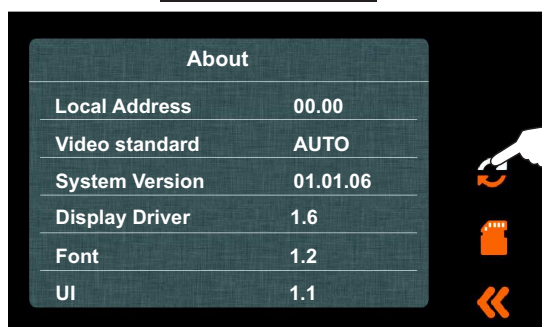 About
Local Address 00.00
Video standard AUTO
System Version 01.01.06
Display Driver 1.6
Font 1.2
UI 1.1